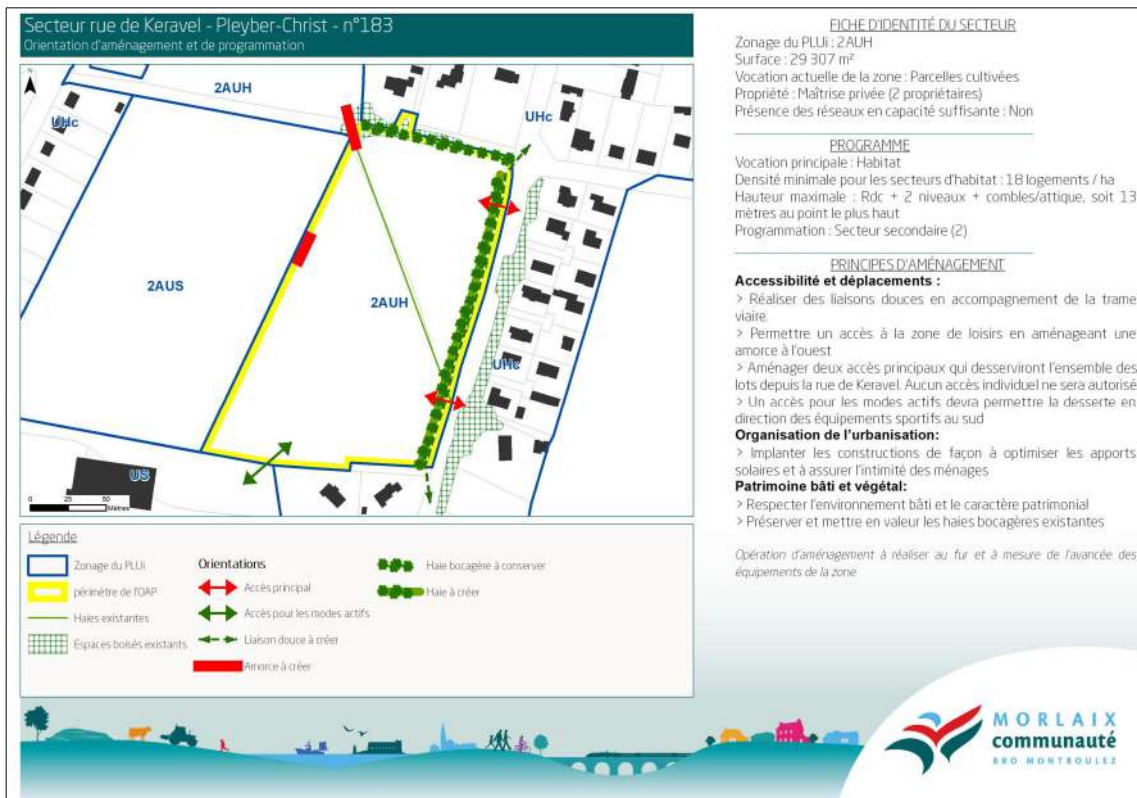 Secteur rue de Keravel - Pleyber-Christ - n°183
Orientation d'aménagement et de programmation
N
2AUH
UHc
UHc
2AUS
2AUH
UHc
US
0 25 50
Mètres
Légende
Zonage du PLUi
périmètre de l'OAP
Haies existantes
Espaces boisés existants
Orientations
Accès principal
Accès pour les modes actifs
Liaison douce à créer
Amorce à créer
Haie bocagère à conserver
Haie à créer
FICHE D'IDENTITÉ DU SECTEUR
Zonage du PLUi : 2AUH
Surface : 29 307 m²
Vocation actuelle de la zone : Parcelles cultivées
Propriété : Maîtrise privée (2 propriétaires)
Présence des réseaux en capacité suffisante : Non
PROGRAMME
Vocation principale : Habitat
Densité minimale pour les secteurs d'habitat : 18 logements / ha
Hauteur maximale : Rdc + 2 niveaux + combles/attique, soit 13
mètres au point le plus haut
Programmation : Secteur secondaire (2)
PRINCIPES D'AMÉNAGEMENT
Accessibilité et déplacements :
> Réaliser des liaisons douces en accompagnement de la trame
viaire.
> Permettre un accès à la zone de loisirs en aménageant une
amorce à l'ouest
> Aménager deux accès principaux qui desserviront l'ensemble des
lots depuis la rue de Keravel. Aucun accès individuel ne sera autorisé
> Un accès pour les modes actifs devra permettre la desserte en
direction des équipements sportifs au sud
Organisation de l'urbanisation:
> Implanter les constructions de façon à optimiser les apports
solaires et à assurer l'intimité des ménages
Patrimoine bâti et végétal:
> Respecter l'environnement bâti et le caractère patrimonial
> Préserver et mettre en valeur les haies bocagères existantes
Opération d'aménagement à réaliser au fur et à mesure de l'avancée des
équipements de la zone
MORLAIX
communauté
BRO MONTROULEZ